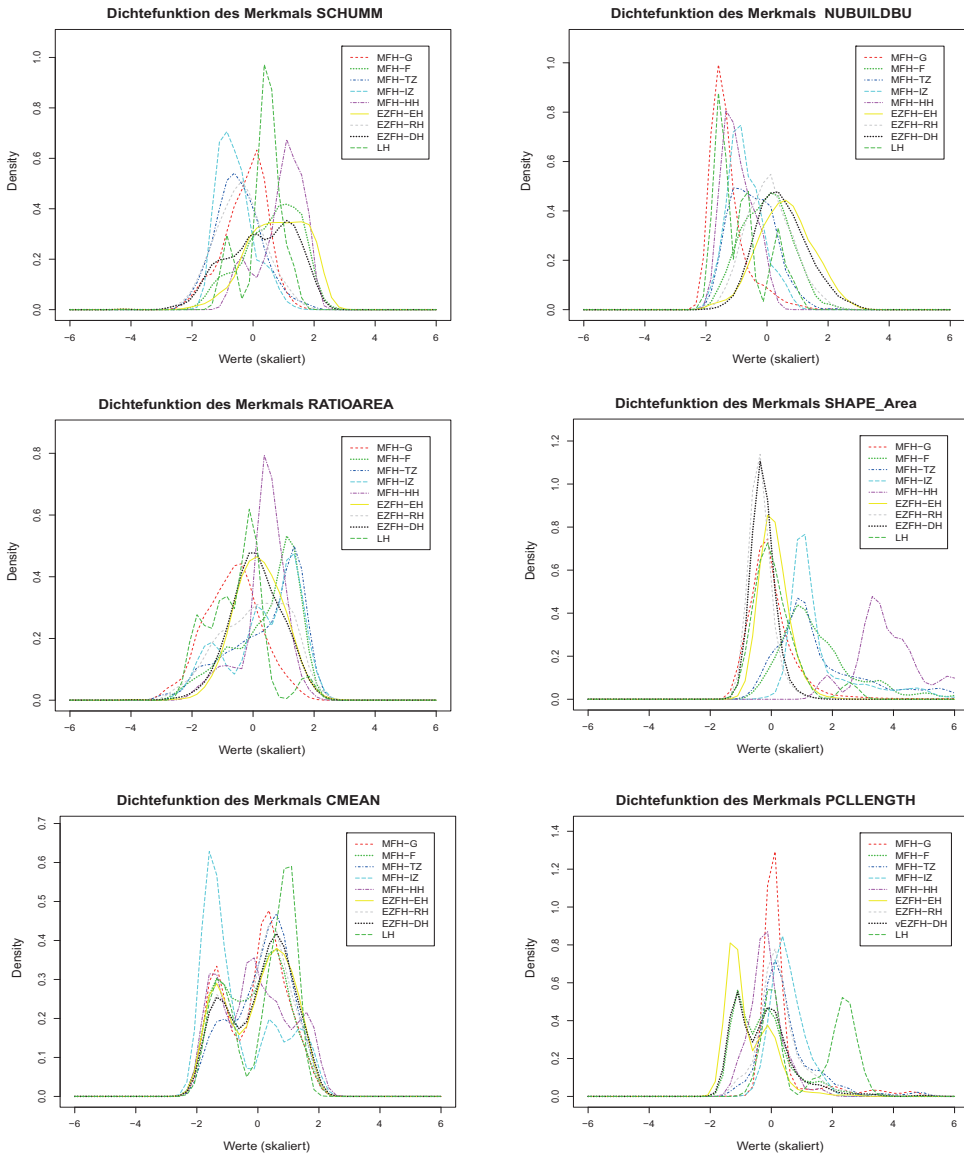 Dichtefunktion des Merkmals SCHUMM
Density
0.0 0.2 0.4 0.6 0.8 1.0
−6 −4 −2 0 2 4 6
Werte (skaliert)
MFH−G
MFH−F
MFH−TZ
MFH−IZ
MFH−HH
EZFH−EH
EZFH−RH
EZFH−DH
LH
Dichtefunktion des Merkmals NUBUILDBU
Density
0.0 0.2 0.4 0.6 0.8 1.0
−6 −4 −2 0 2 4 6
Werte (skaliert)
MFH−G
MFH−F
MFH−TZ
MFH−IZ
MFH−HH
EZFH−EH
EZFH−RH
EZFH−DH
LH
Dichtefunktion des Merkmals RATIOAREA
Density
0.0 0.2 0.4 0.6 0.8
−6 −4 −2 0 2 4 6
Werte (skaliert)
MFH−G
MFH−F
MFH−TZ
MFH−IZ
MFH−HH
EZFH−EH
EZFH−RH
EZFH−DH
LH
Dichtefunktion des Merkmals SHAPE_Area
Density
0.0 0.2 0.4 0.6 0.8 1.0 1.2
−6 −4 −2 0 2 4 6
Werte (skaliert)
MFH−G
MFH−F
MFH−TZ
MFH−IZ
MFH−HH
EZFH−EH
EZFH−RH
EZFH−DH
LH
Dichtefunktion des Merkmals CMEAN
Density
0.0 0.1 0.2 0.3 0.4 0.5 0.6 0.7
−6 −4 −2 0 2 4 6
Werte (skaliert)
MFH−G
MFH−F
MFH−TZ
MFH−IZ
MFH−HH
EZFH−EH
EZFH−RH
EZFH−DH
LH
Dichtefunktion des Merkmals PCLLENGTH
Density
0.0 0.2 0.4 0.6 0.8 1.0 1.2 1.4
−6 −4 −2 0 2 4 6
Werte (skaliert)
MFH−G
MFH−F
MFH−TZ
MFH−IZ
MFH−HH
EZFH−EH
EZFH−RH
vEZFH−DH
LH